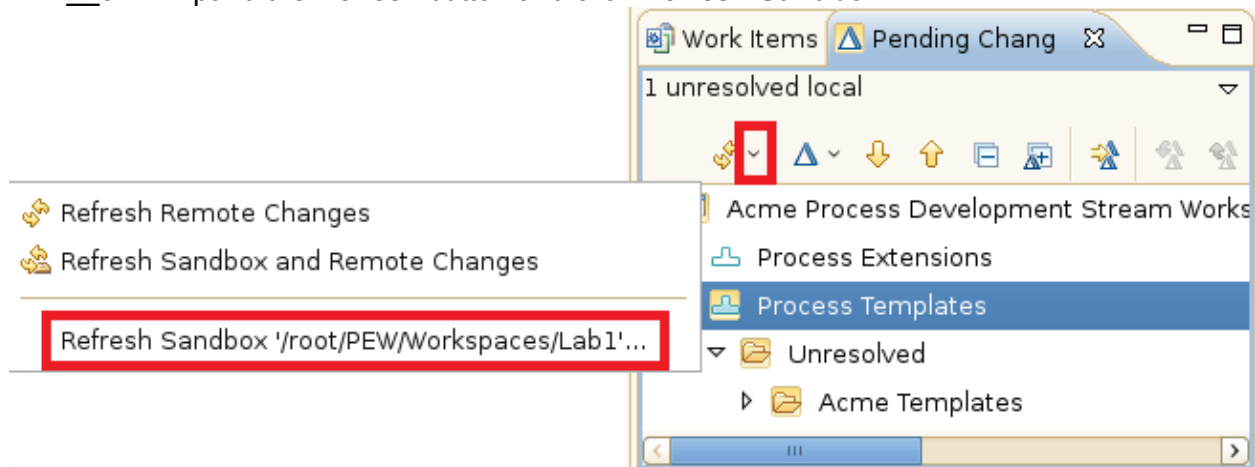 Work Items Pending Chang
1 unresolved local
Refresh Remote Changes
Refresh Sandbox and Remote Changes
Refresh Sandbox '/root/PEW/Workspaces/Lab1'...
Acme Process Development Stream Works
Process Extensions
Process Templates
Unresolved
Acme Templates